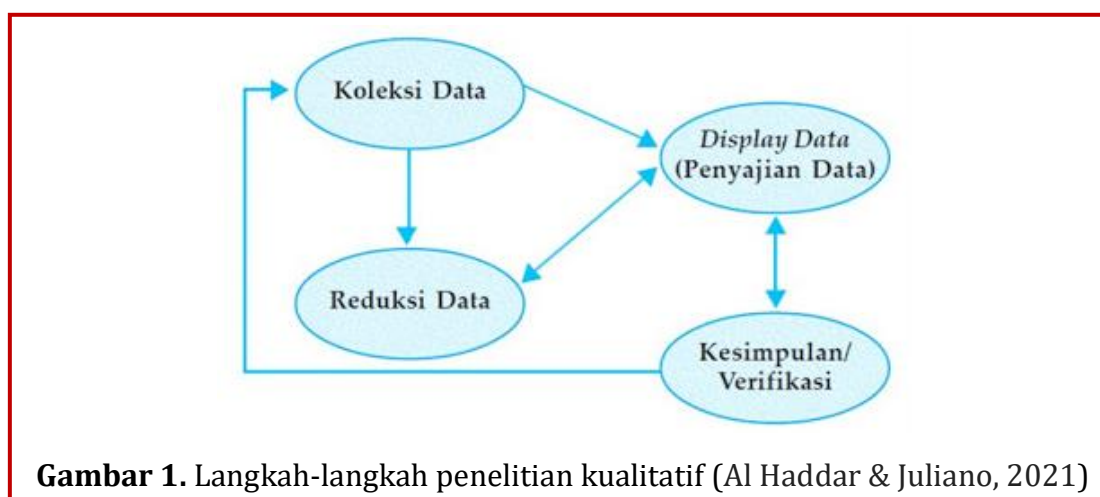 Koleksi Data
Display Data
(Penyajian Data)
Reduksi Data
Kesimpulan/
Verifikasi
Gambar 1. Langkah-langkah penelitian kualitatif (Al Haddar & Juliano, 2021)